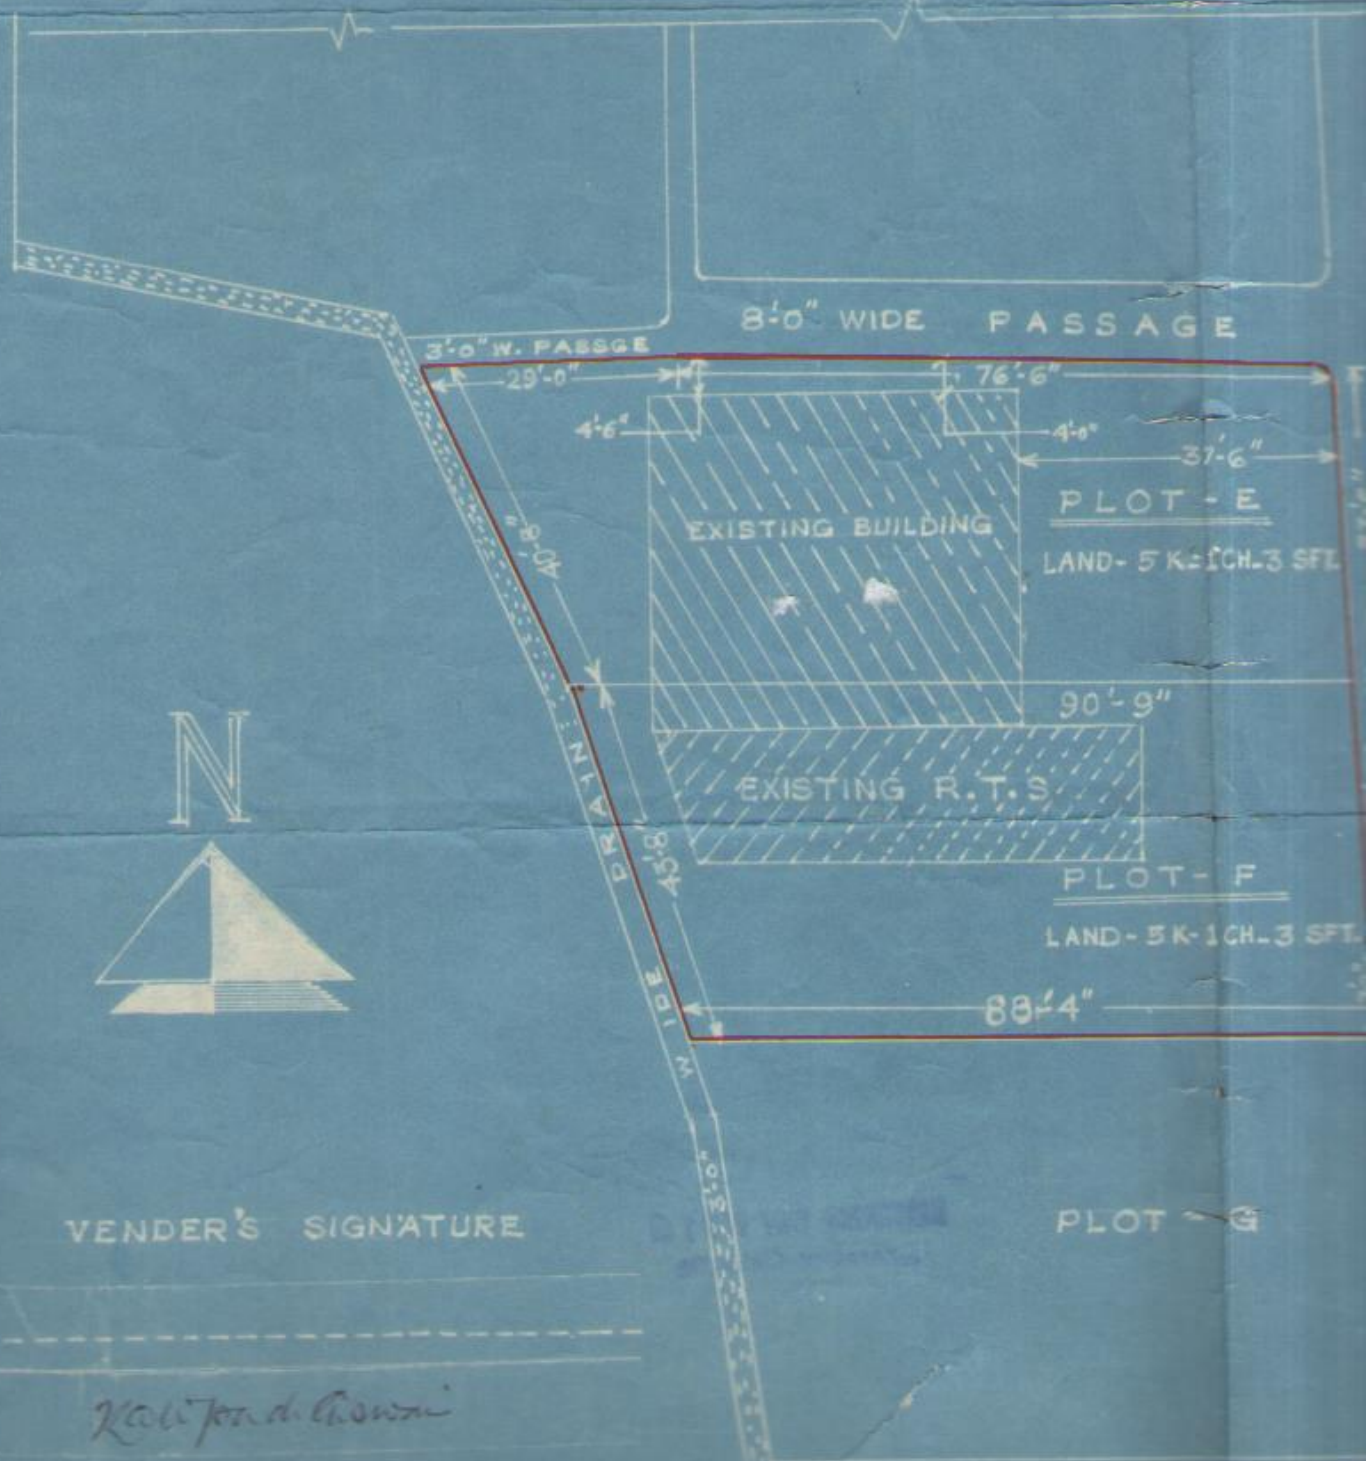 8'-0" WIDE PASSAGE
3'-0" W. PASSGE
29'-0"
76'-6"
4'-6"
4'-0"
37'-6"
PLOT - E
EXISTING BUILDING
LAND - 5 K - 1CH - 3 SFT.
40'-8"
90'-9"
N
EXISTING R.T.S.
DRAIN
45'-8"
PLOT - F
LAND - 5 K - 1CH - 3 SFT.
88'-4"
WIDE
3'-0"
VENDER'S SIGNATURE
PLOT - G